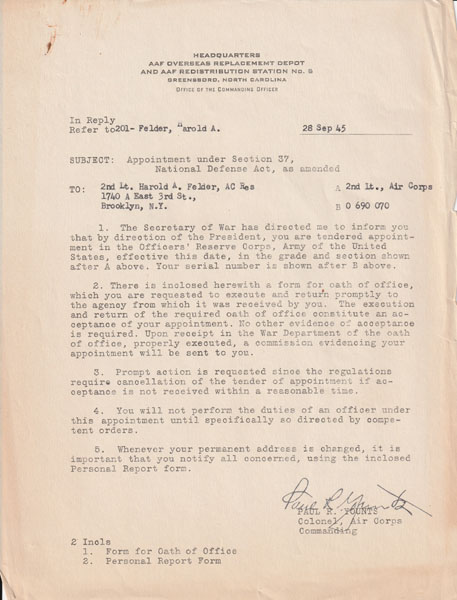 HEADQUARTERS
AAF OVERSEAS REPLACEMENT DEPOT
AND AAF REDISTRIBUTION STATION No. 5
GREENSBORO, NORTH CAROLINA
OFFICE OF THE COMMANDING OFFICER
In Reply
Refer to201- Felder, Harold A.
28 Sep 45
SUBJECT: Appointment under Section 37,
National Defense Act, as amended
TO: 2nd Lt. Harold A. Felder, AC Res
1740 A East 3rd St.,
Brooklyn, N.Y.
A 2nd Lt., Air Corps
B O 690 070
1. The Secretary of War has directed me to inform you
that by direction of the President, you are tendered appoint-
ment in the Officers' Reserve Corps, Army of the United
States, effective this date, in the grade and section shown
after A above. Your serial number is shown after B above.
2. There is inclosed herewith a form for oath of office,
which you are requested to execute and return promptly to
the agency from which it was received by you. The execution
and return of the required oath of office constitute an ac-
ceptance of your appointment. No other evidence of acceptance
is required. Upon receipt in the War Department of the oath
of office, properly executed, a commission evidencing your
appointment will be sent to you.
3. Prompt action is requested since the regulations
require cancellation of the tender of appointment if ac-
ceptance is not received within a reasonable time.
4. You will not perform the duties of an officer under
this appointment until specifically so directed by compe-
tent orders.
5. Whenever your permanent address is changed, it is
important that you notify all concerned, using the inclosed
Personal Report form.
Paul R. Younts
PAUL R. YOUNTS
Colonel, Air Corps
Commanding
2 Incls
1. Form for Oath of Office
2. Personal Report Form